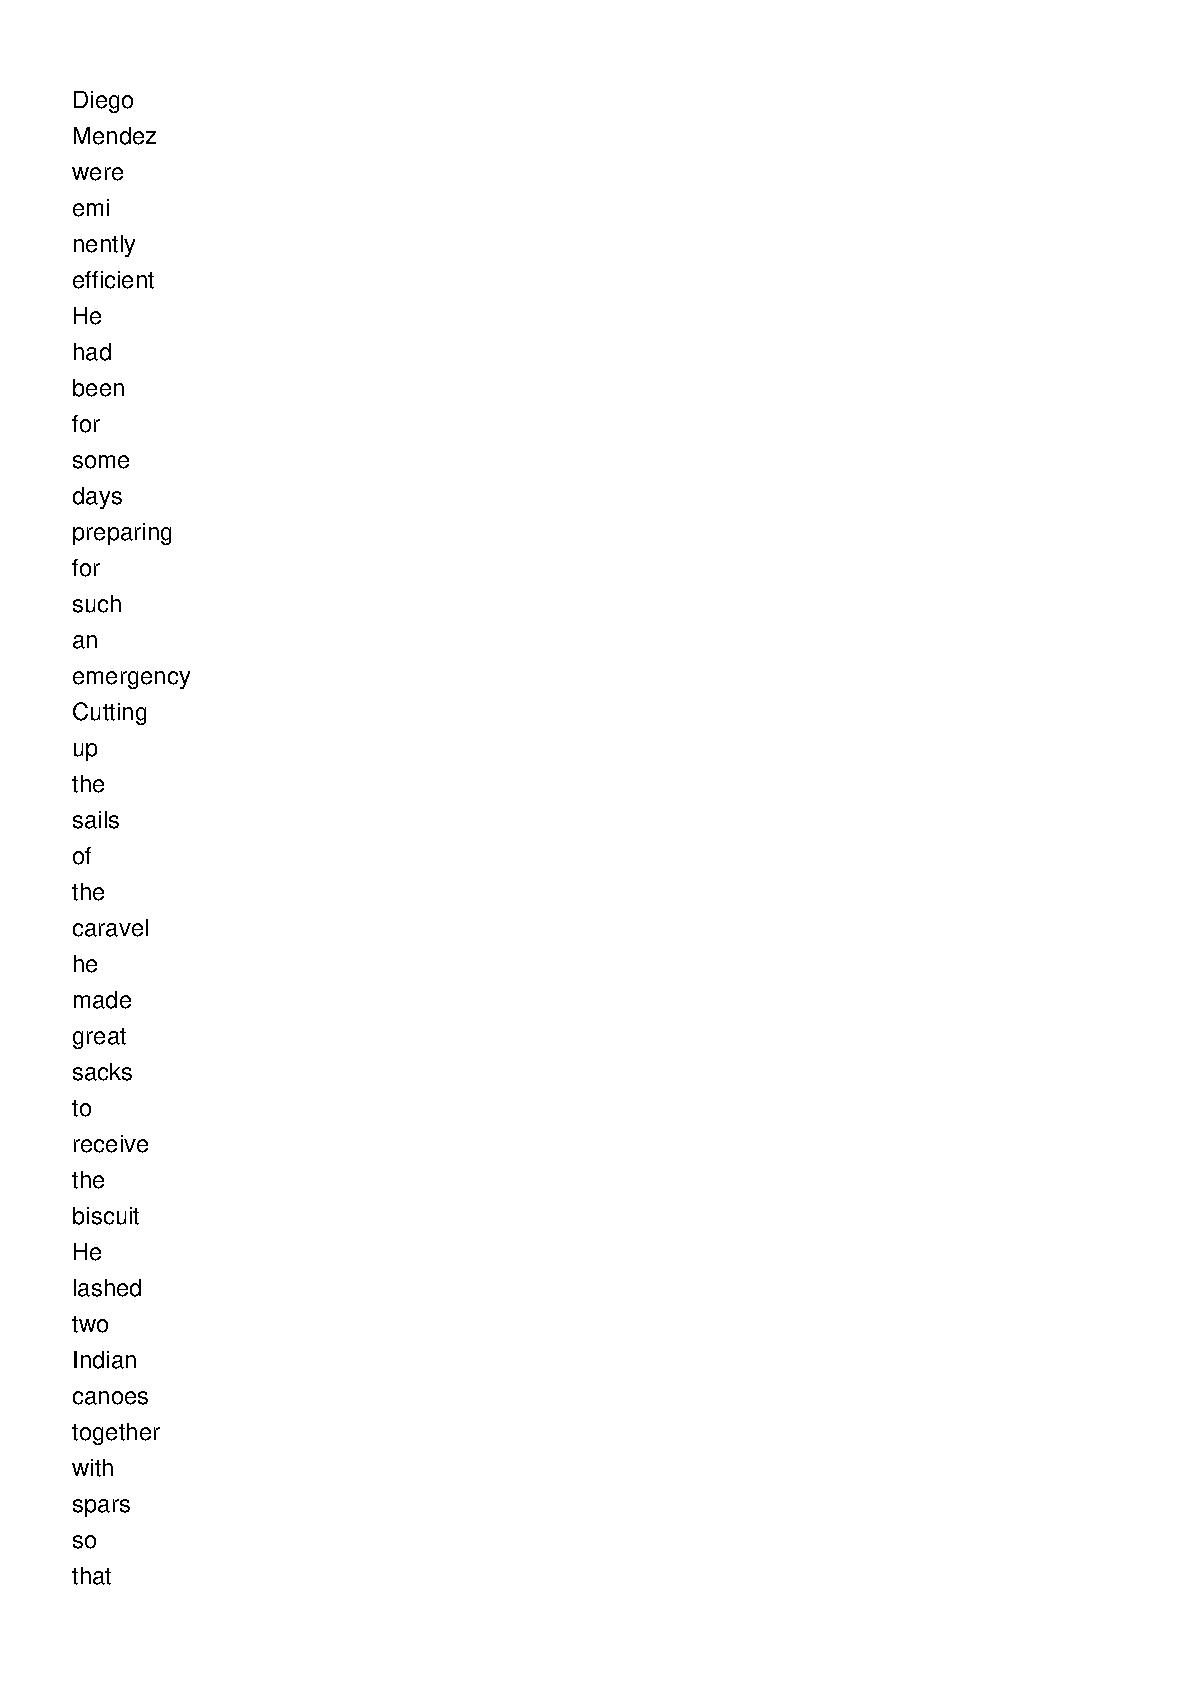 Diego
Mendez
were
emi
nently
efficient
He
had
been
for
some
days
preparing
for
such
an
emergency
Cutting
up
the
sails
of
the
caravel
he
made
great
sacks
to
receive
the
biscuit
He
lashed
two
Indian
canoes
together
with
spars
so
that